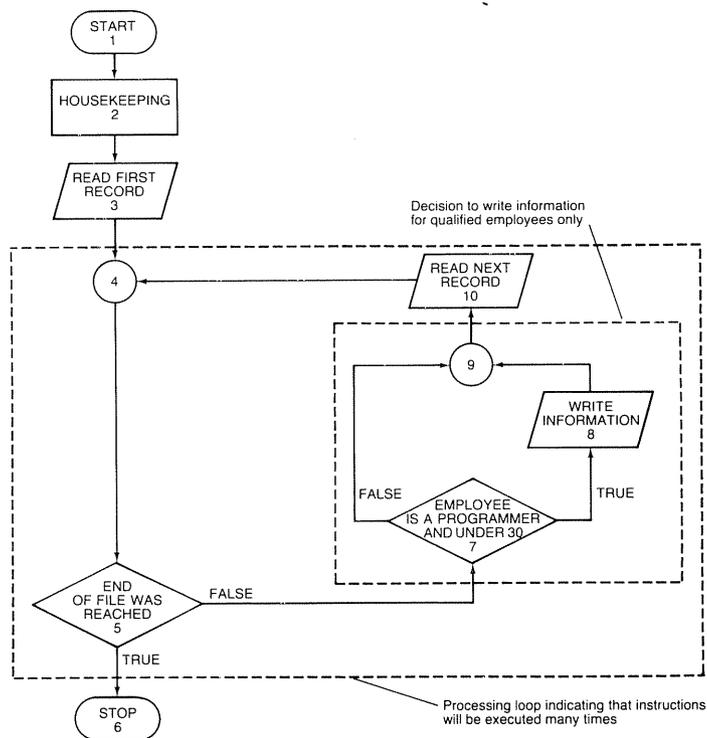 START
1
HOUSEKEEPING
2
READ FIRST
RECORD
3
Decision to write information
for qualified employees only
4
READ NEXT
RECORD
10
9
WRITE
INFORMATION
8
FALSE
TRUE
EMPLOYEE
IS A PROGRAMMER
AND UNDER 30
7
END
OF FILE WAS
REACHED
5
FALSE
TRUE
STOP
6
Processing loop indicating that instructions
will be executed many times